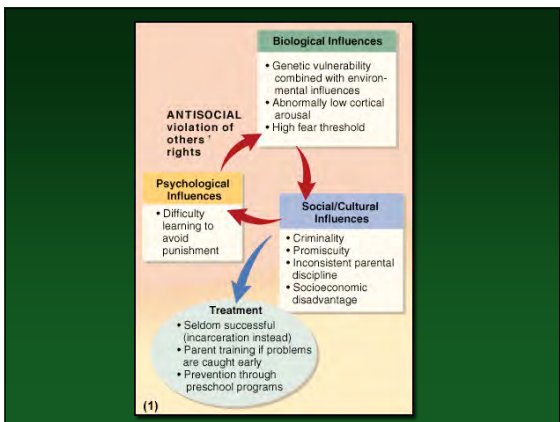 Biological Influences
• Genetic vulnerability
combined with environ-
mental influences
• Abnormally low cortical
arousal
• High fear threshold
ANTISOCIAL
violation of
others'
rights
Psychological
Influences
• Difficulty
learning to
avoid
punishment
Social/Cultural
Influences
• Criminality
• Promiscuity
• Inconsistent parental
discipline
• Socioeconomic
disadvantage
Treatment
• Seldom successful
(incarceration instead)
• Parent training if problems
are caught early
• Prevention through
preschool programs
(1)